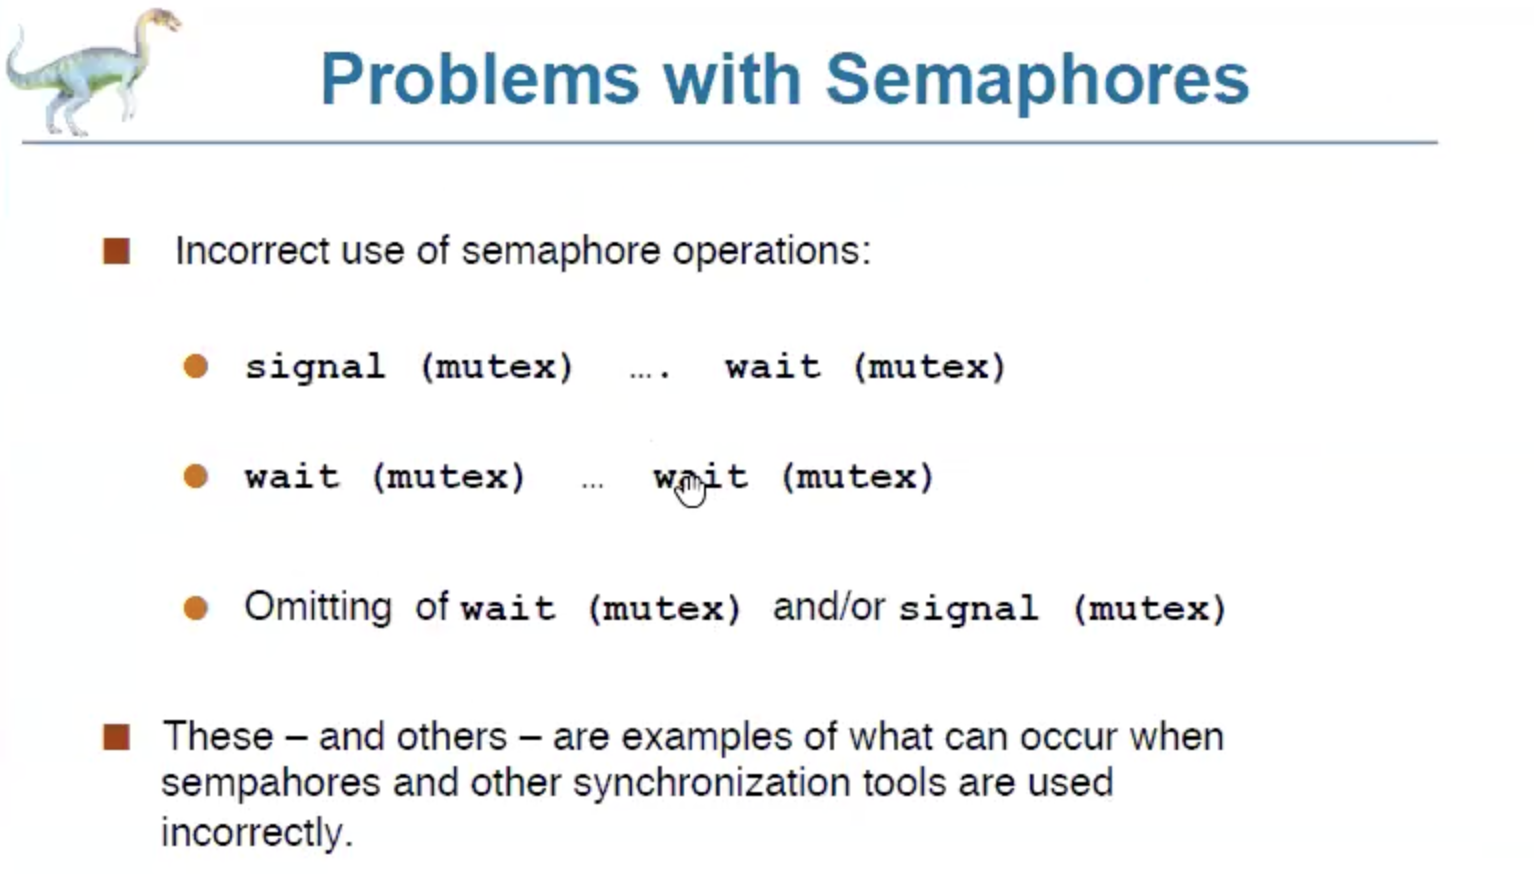 Problems with Semaphores
Incorrect use of semaphore operations:
signal (mutex) .... wait (mutex)
wait (mutex) ... wait (mutex)
Omitting of wait (mutex) and/or signal (mutex)
These – and others – are examples of what can occur when
sempahores and other synchronization tools are used
incorrectly.